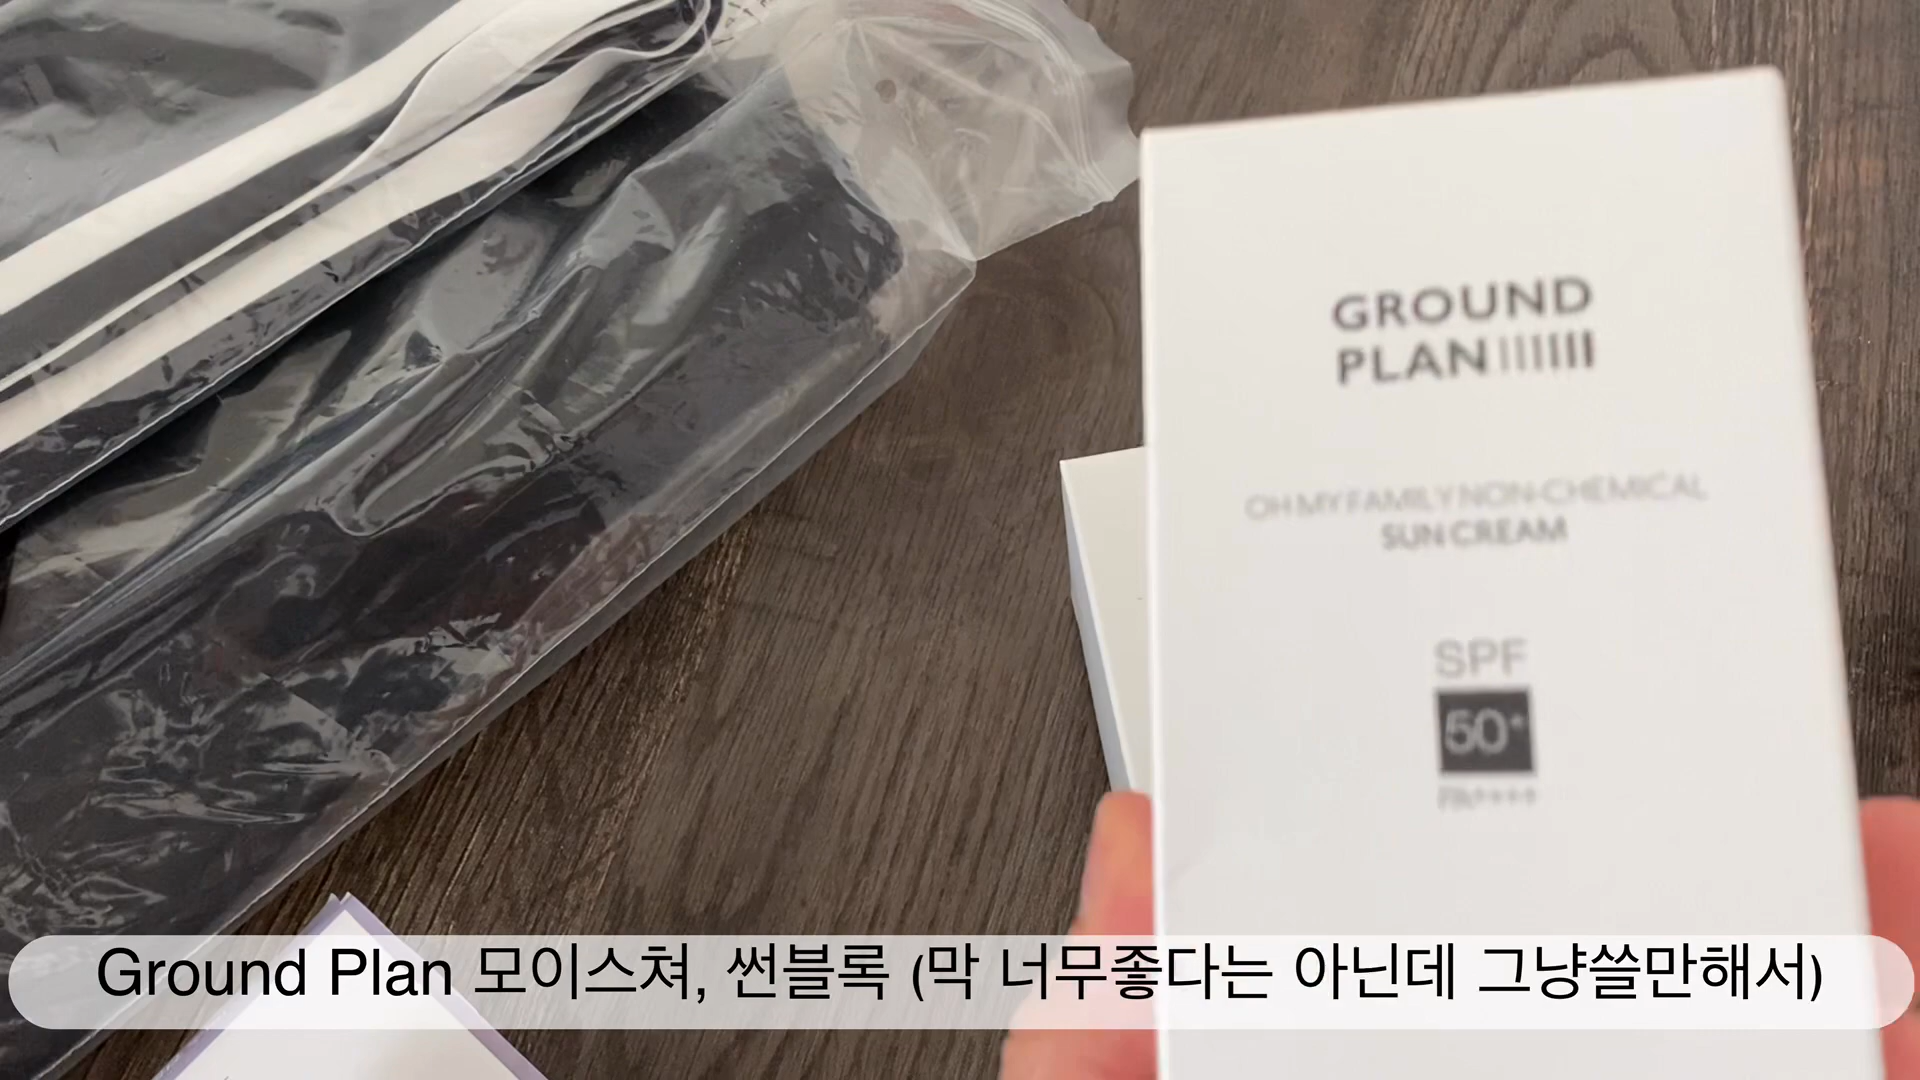 GROUND
PLAN
OH MY FAMILY NON-CHEMICAL
SUN CREAM
SPF
50+
PA++++
Ground Plan 모이스쳐, 썬블록 (막 너무좋다는 아닌데 그냥쓸만해서)